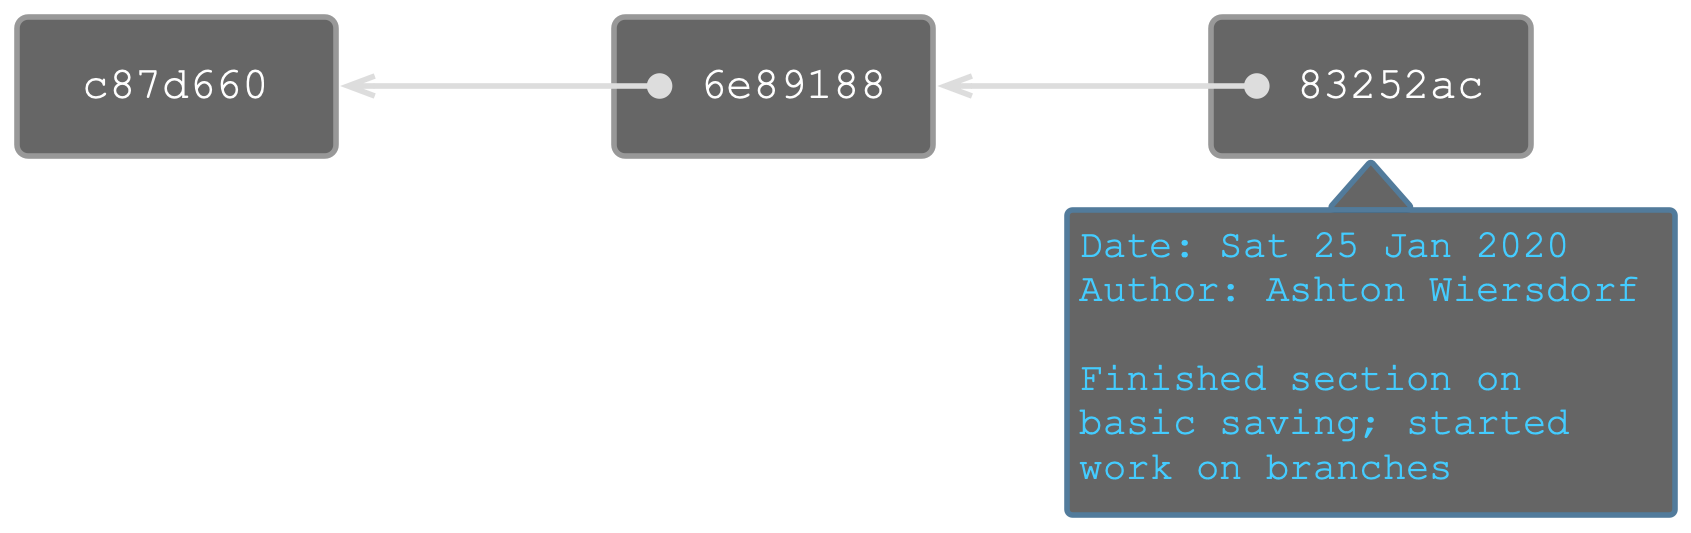 c87d660 6e89188 83252ac
Date: Sat 25 Jan 2020
Author: Ashton Wiersdorf
Finished section on
basic saving; started
work on branches